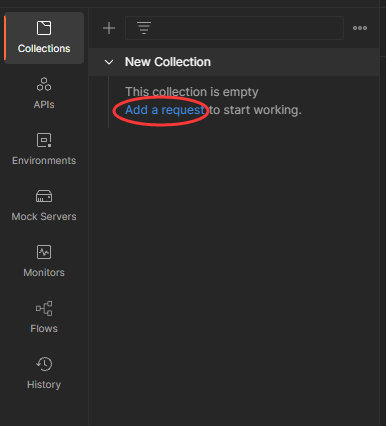 Collections
APIs
Environments
Mock Servers
Monitors
Flows
History
New Collection
This collection is empty
Add a request to start working.